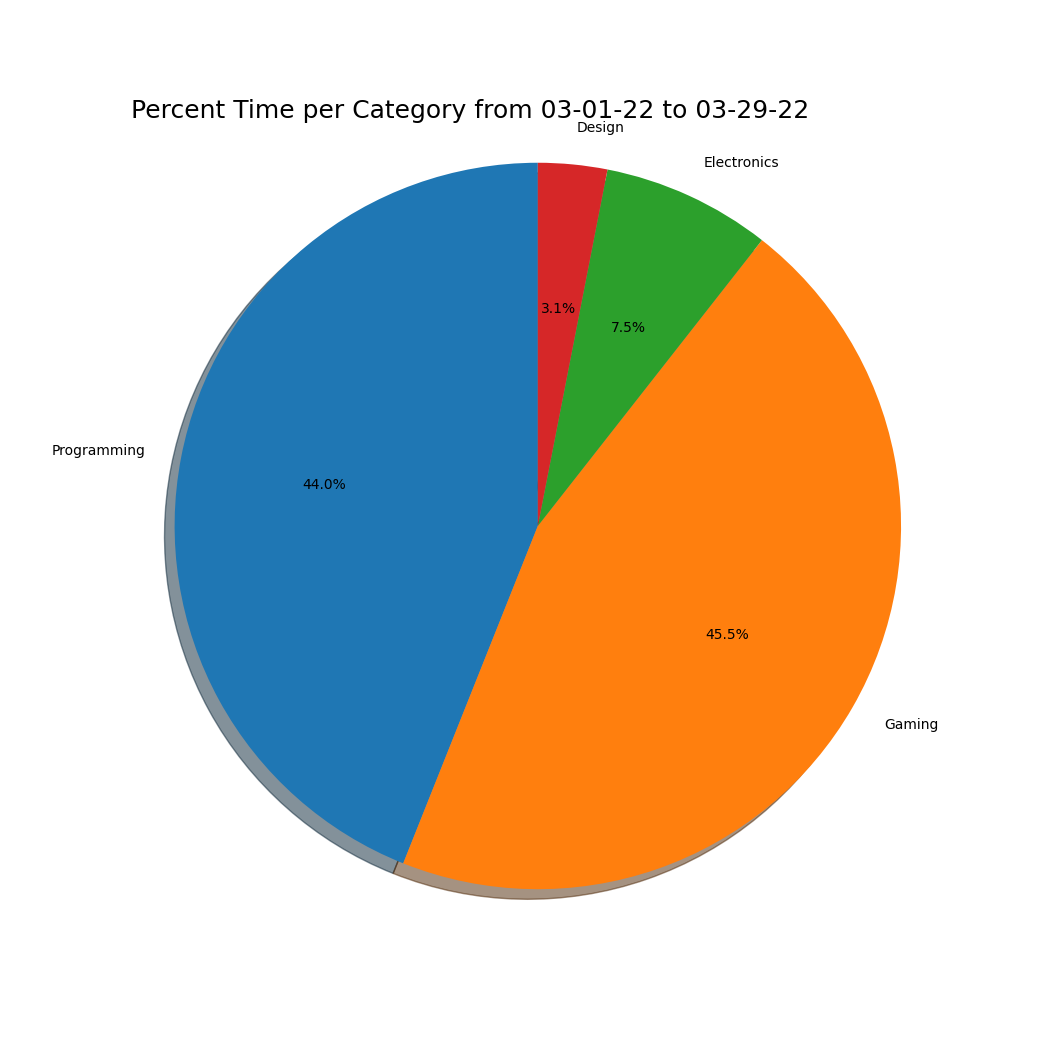 Percent Time per Category from 03-01-22 to 03-29-22
Design
Electronics
3.1%
7.5%
Programming
44.0%
45.5%
Gaming